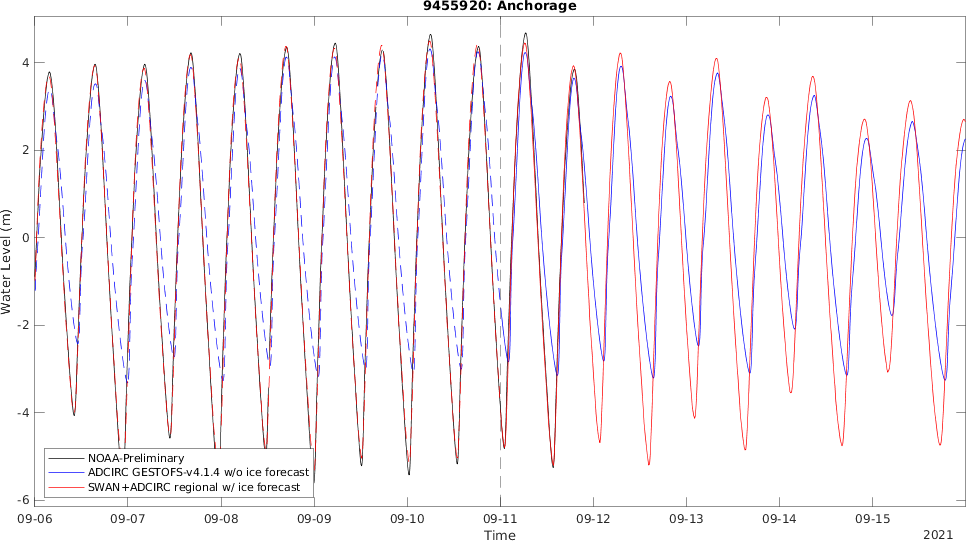 9455920: Anchorage
Water Level (m)
4
2
0
-2
-4
-6
NOAA-Preliminary
ADCIRC GESTOFS-v4.1.4 w/o ice forecast
SWAN+ADCIRC regional w/ ice forecast
09-06 09-07 09-08 09-09 09-10 09-11 09-12 09-13 09-14 09-15
Time
2021